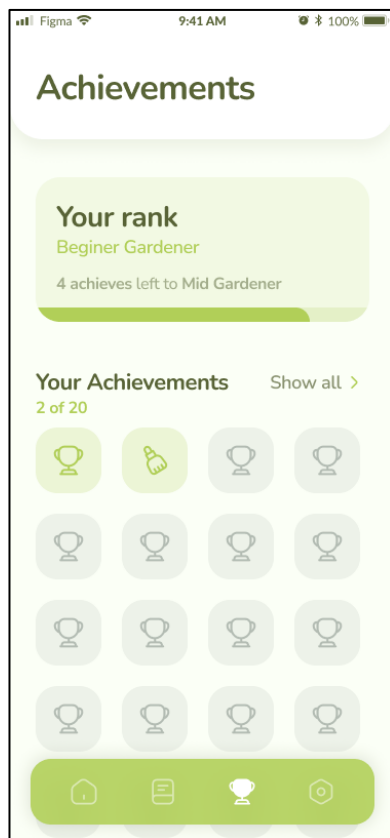 Figma 9:41 AM 100%
Achievements
Your rank
Beginer Gardener
4 achieves left to Mid Gardener
Your Achievements Show all >
2 of 20